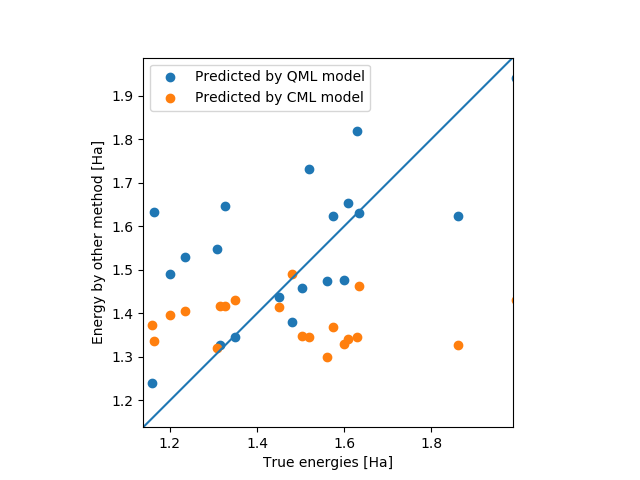 Predicted by QML model
Predicted by CML model
1.9
1.8
1.7
1.6
1.5
1.4
1.3
1.2
Energy by other method [Ha]
1.2 1.4 1.6 1.8
True energies [Ha]